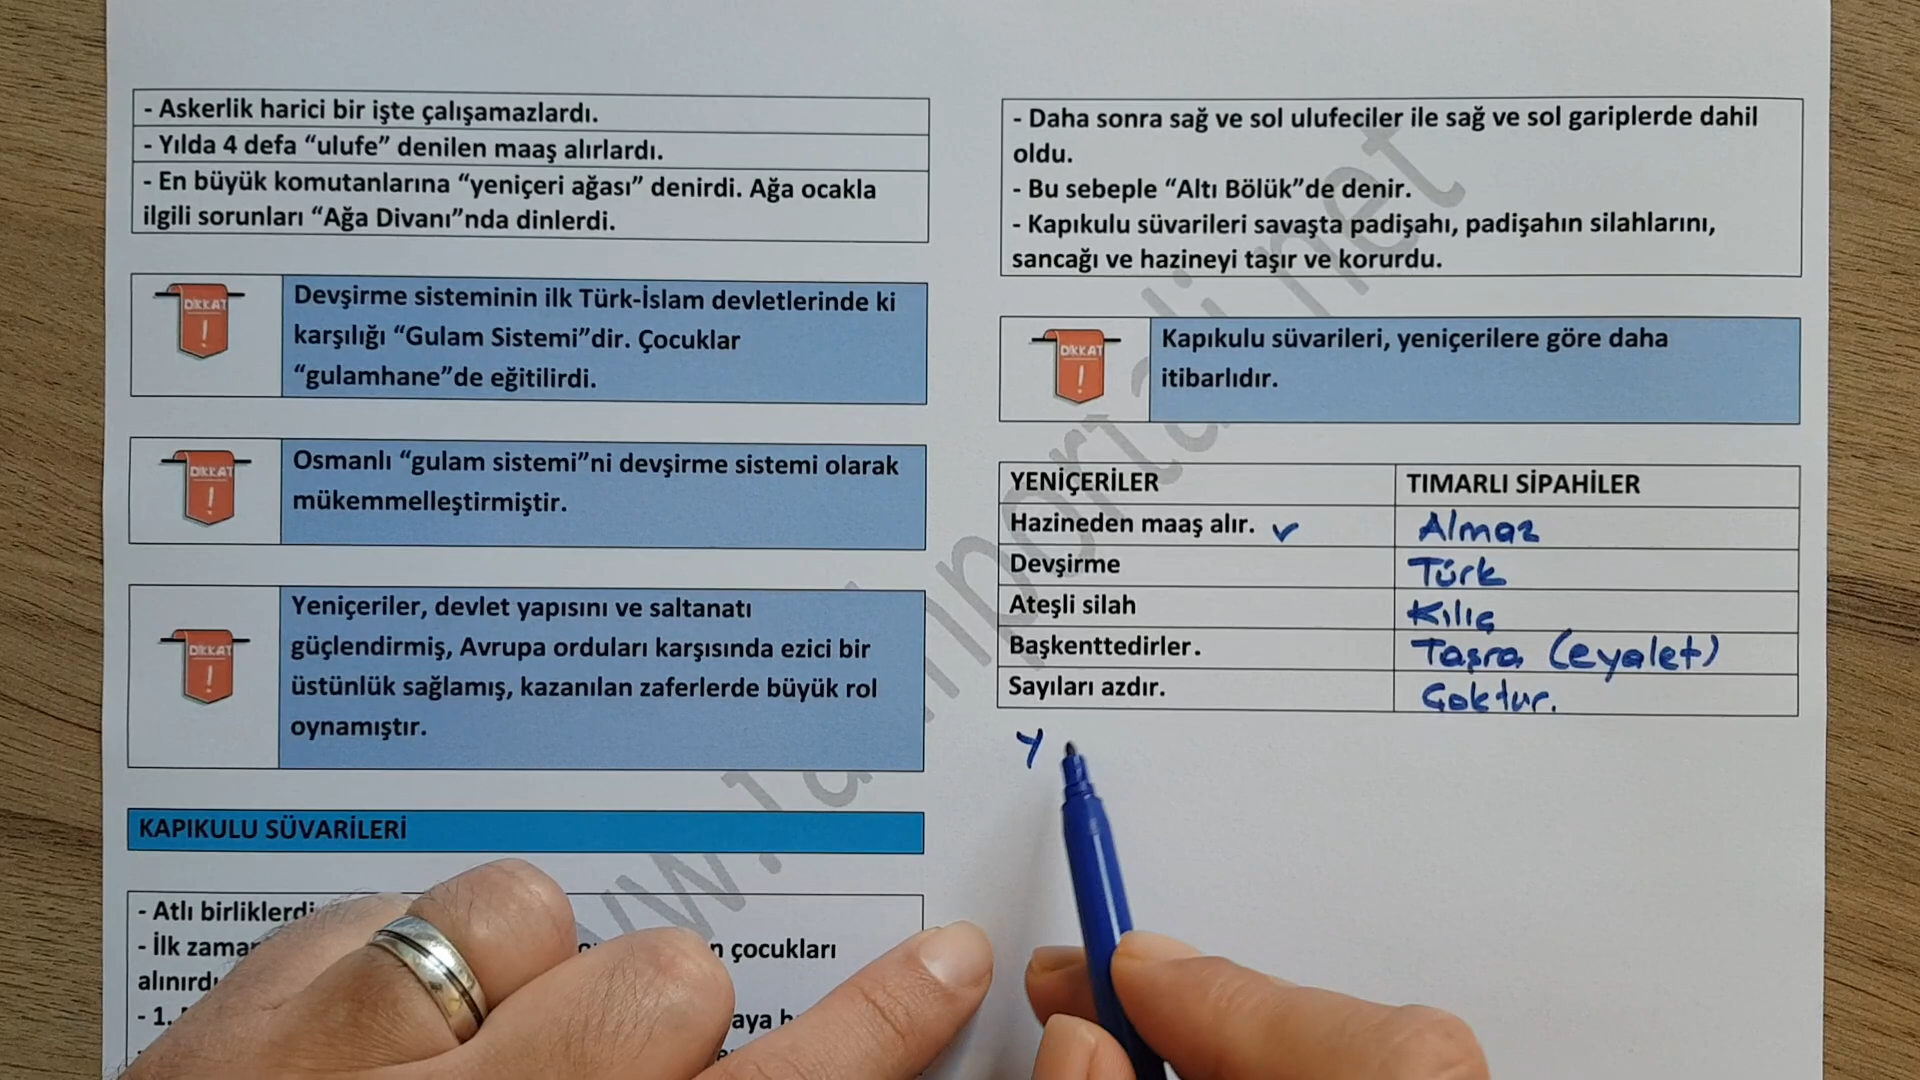 - Askerlik harici bir işte çalışamazlardı.
- Yılda 4 defa “ulufe” denilen maaş alırlardı.
- En büyük komutanlarına “yeniçeri ağası” denirdi. Ağa ocakla
ilgili sorunları “Ağa Divanı”nda dinlerdi.
DİKKAT
!
Devşirme sisteminin ilk Türk-İslam devletlerinde ki
karşılığı “Gulam Sistemi”dir. Çocuklar
“gulamhane”de eğitilirdi.
DİKKAT
!
Osmanlı “gulam sistemi”ni devşirme sistemi olarak
mükemmelleştirmiştir.
DİKKAT
!
Yeniçeriler, devlet yapısını ve saltanatı
güçlendirmiş, Avrupa orduları karşısında ezici bir
üstünlük sağlamış, kazanılan zaferlerde büyük rol
oynamıştır.
KAPIKULU SÜVARİLERİ
- Atlı
- İlk çocukları
- 1.
- Daha sonra sağ ve sol ulufeciler ile sağ ve sol gariplerde dahil
oldu.
- Bu sebeple “Altı Bölük”de denir.
- Kapıkulu süvarileri savaşta padişahı, padişahın silahlarını,
sancağı ve hazineyi taşır ve korurdu.
DİKKAT
!
Kapıkulu süvarileri, yeniçerilere göre daha
itibarlıdır.
YENİÇERİLER TIMARLI SİPAHİLER
Hazineden maaş alır. ✓ Almaz
Devşirme Türk
Ateşli silah Kılıç
Başkenttedirler. Taşra (eyalet)
Sayıları azdır. Çoktur.
Y